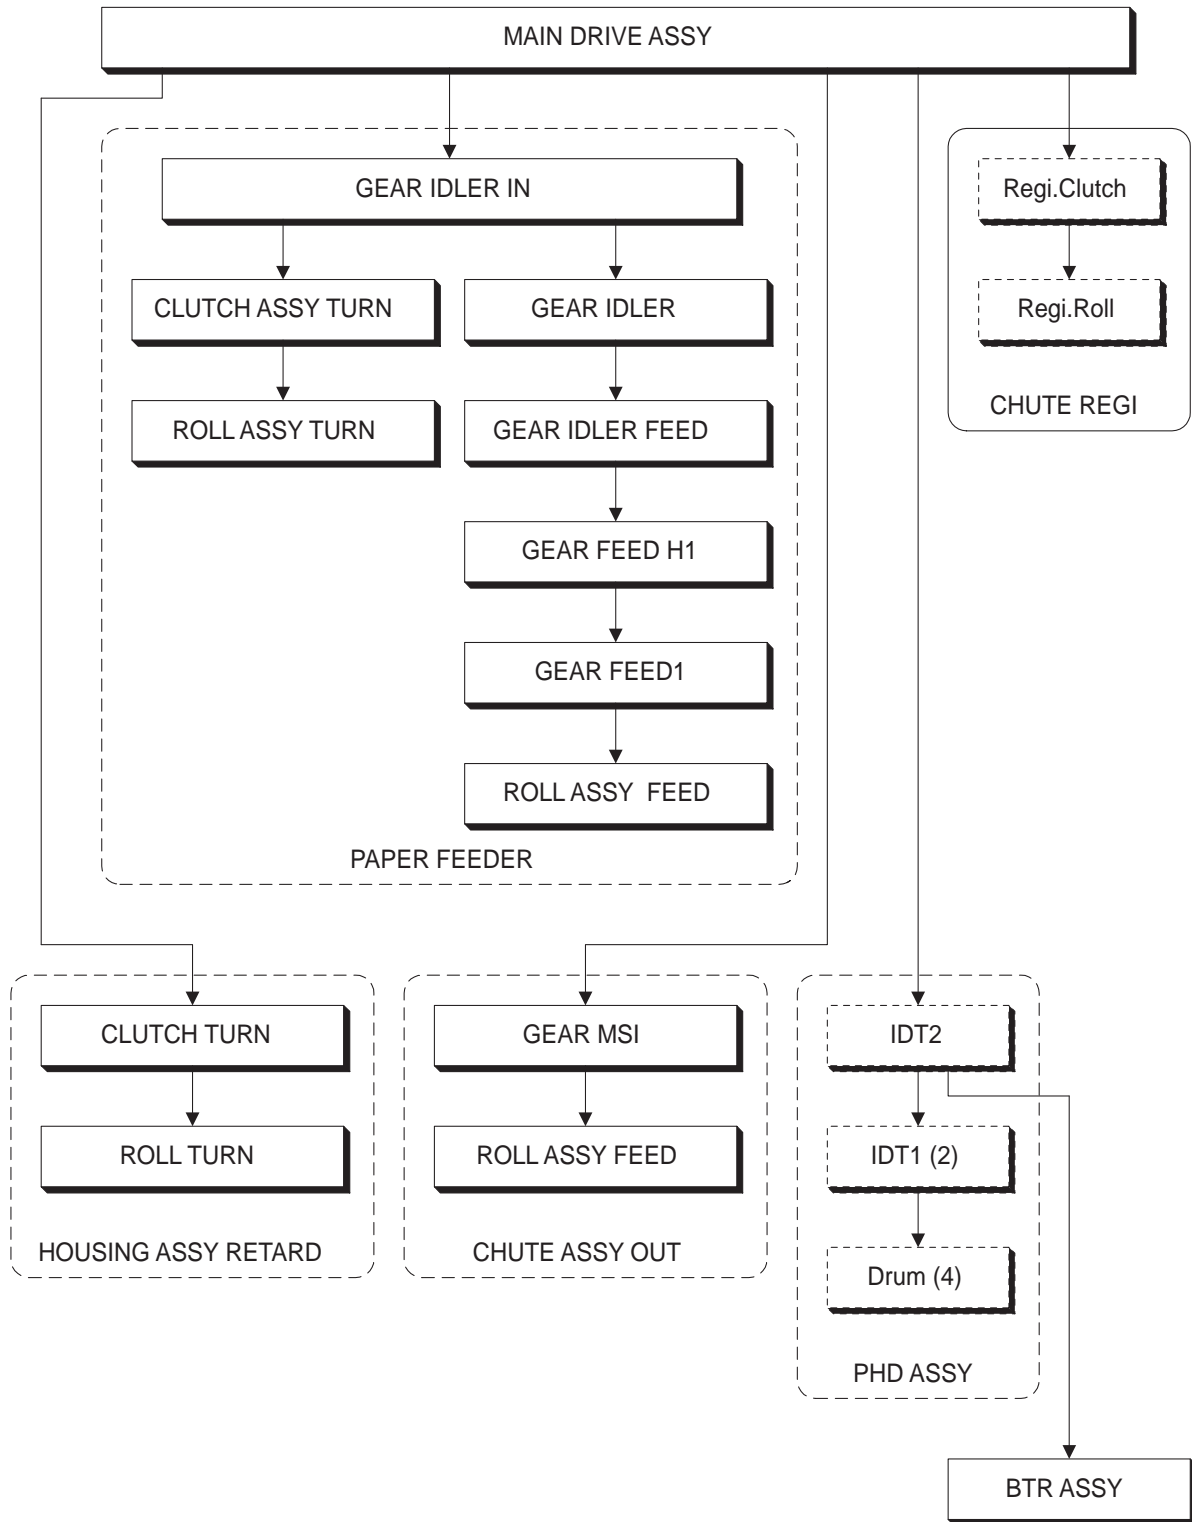 MAIN DRIVE ASSY
GEAR IDLER IN
Regi.Clutch
CLUTCH ASSY TURN
GEAR IDLER
Regi.Roll
ROLL ASSY TURN
GEAR IDLER FEED
CHUTE REGI
GEAR FEED H1
GEAR FEED1
ROLL ASSY FEED
PAPER FEEDER
CLUTCH TURN
GEAR MSI
IDT2
ROLL TURN
ROLL ASSY FEED
IDT1 (2)
HOUSING ASSY RETARD
CHUTE ASSY OUT
Drum (4)
PHD ASSY
BTR ASSY